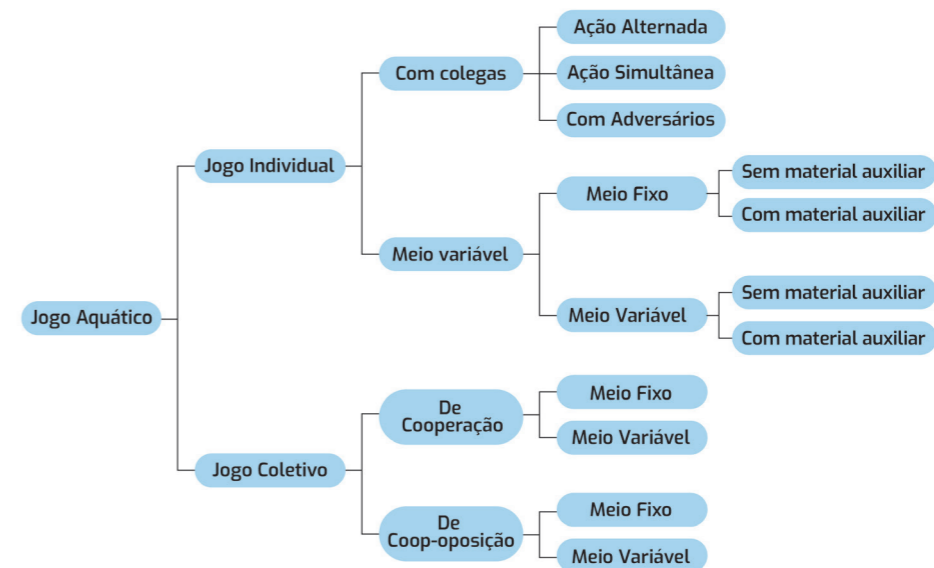 Jogo Aquático
Jogo Individual
Com colegas
Ação Alternada
Ação Simultânea
Com Adversários
Meio variável
Meio Fixo
Sem material auxiliar
Com material auxiliar
Meio Variável
Sem material auxiliar
Com material auxiliar
Jogo Coletivo
De
Cooperação
Meio Fixo
Meio Variável
De
Coop-oposição
Meio Fixo
Meio Variável